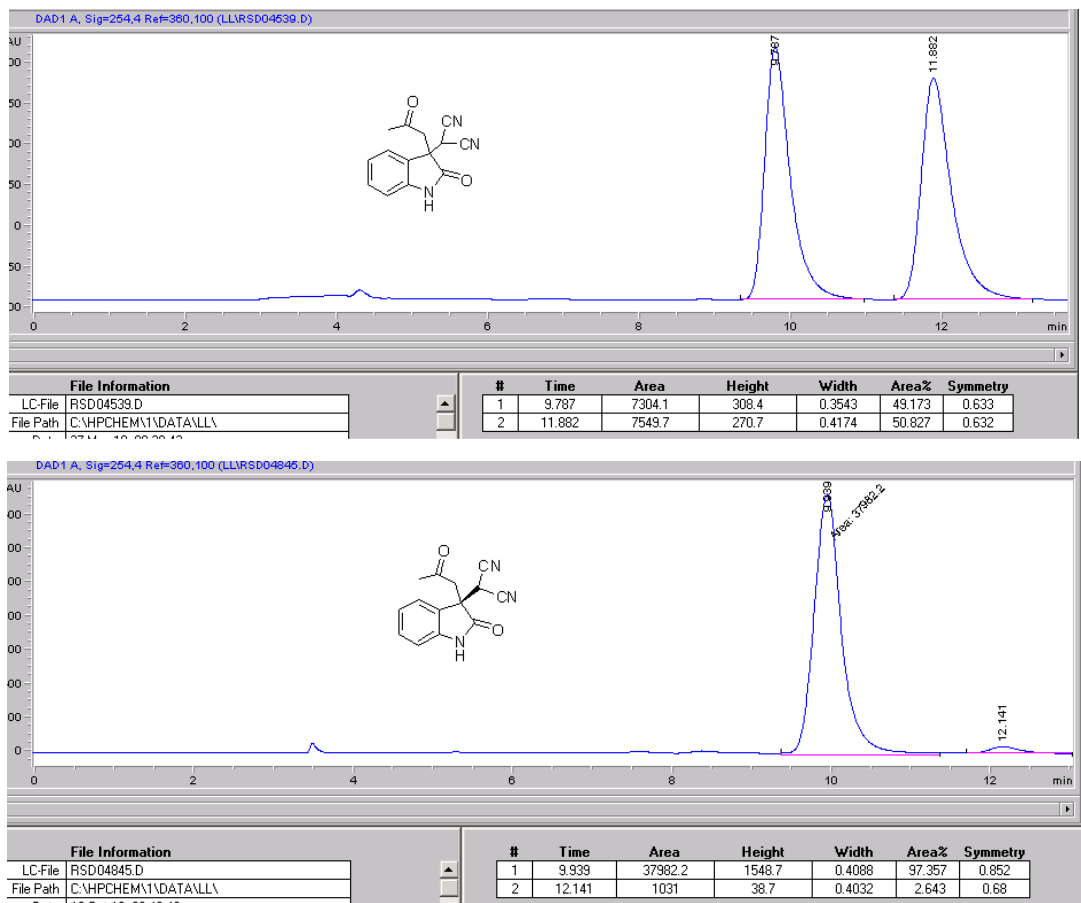 DAD1 A, Sig=254,4 Ref=360,100 (LL\RSD04539.D)
9.787
11.882
O
CN
CN
O
N
H
0
0 2 4 6 8 10 12 min
File Information
LC-File RSD04539.D
File Path C:\HPCHEM\1\DATA\LL\
# Time Area Height Width Area% Symmetry
1 9.787 7304.1 308.4 0.3543 49.173 0.633
2 11.882 7549.7 270.7 0.4174 50.827 0.632
DAD1 A, Sig=254,4 Ref=360,100 (LL\RSD04845.D)
9.939
Area: 37982.2
12.141
O
CN
CN
O
N
H
0
0 2 4 6 8 10 12 min
File Information
LC-File RSD04845.D
File Path C:\HPCHEM\1\DATA\LL\
# Time Area Height Width Area% Symmetry
1 9.939 37982.2 1548.7 0.4088 97.357 0.852
2 12.141 1031 38.7 0.4032 2.643 0.68